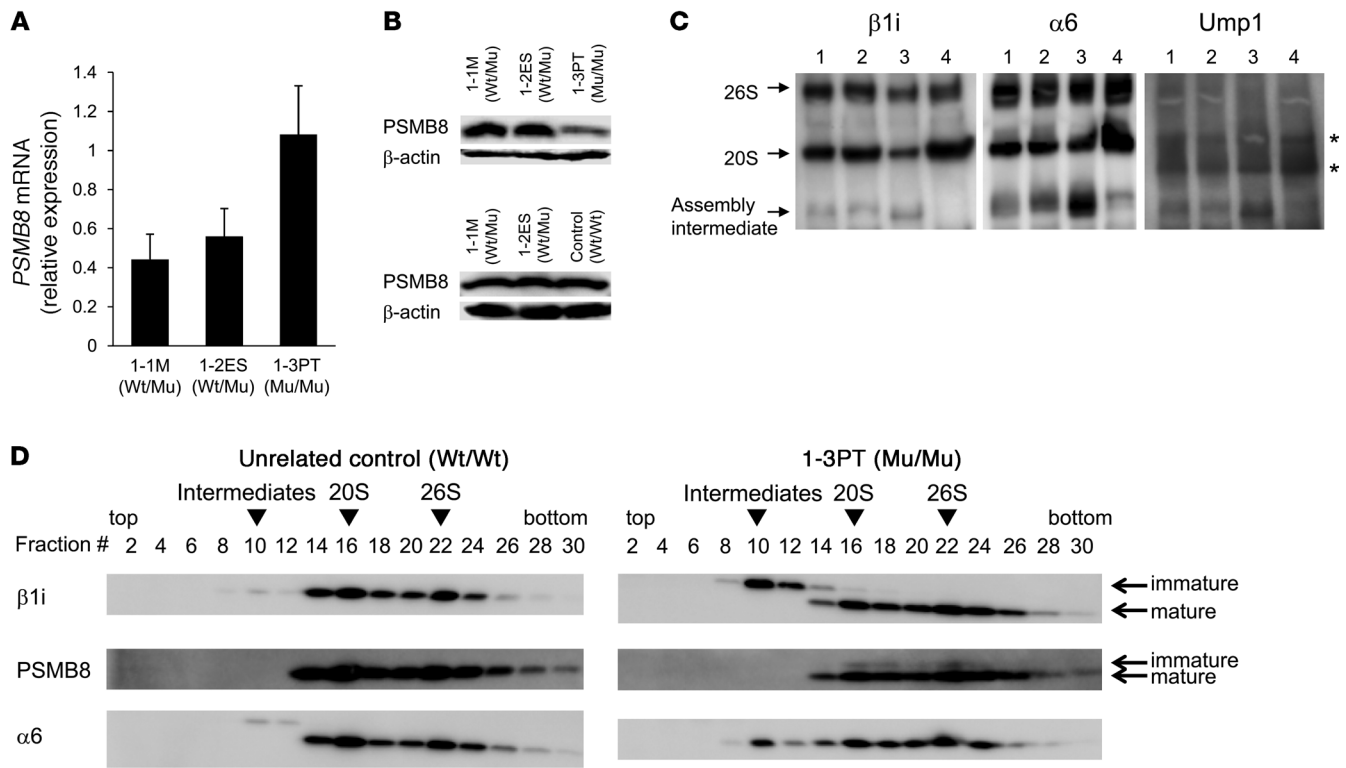 A
1.4
1.2
1
0.8
0.6
0.4
0.2
0
PSMB8 mRNA
(relative expression)
1-1M
(Wt/Mu)
1-2ES
(Wt/Mu)
1-3PT
(Mu/Mu)
B
1-1M
(Wt/Mu)
1-2ES
(Wt/Mu)
1-3PT
(Mu/Mu)
PSMB8
β-actin
1-1M
(Wt/Mu)
1-2ES
(Wt/Mu)
Control
(Wt/Wt)
PSMB8
β-actin
C
β1i α6 Ump1
1 2 3 4 1 2 3 4 1 2 3 4
26S
20S
Assembly
intermediate
*
*
D
Unrelated control (Wt/Wt)
Intermediates 20S 26S
top bottom
Fraction # 2 4 6 8 10 12 14 16 18 20 22 24 26 28 30
1-3PT (Mu/Mu)
Intermediates 20S 26S
top bottom
2 4 6 8 10 12 14 16 18 20 22 24 26 28 30
β1i
immature
mature
PSMB8
immature
mature
α6